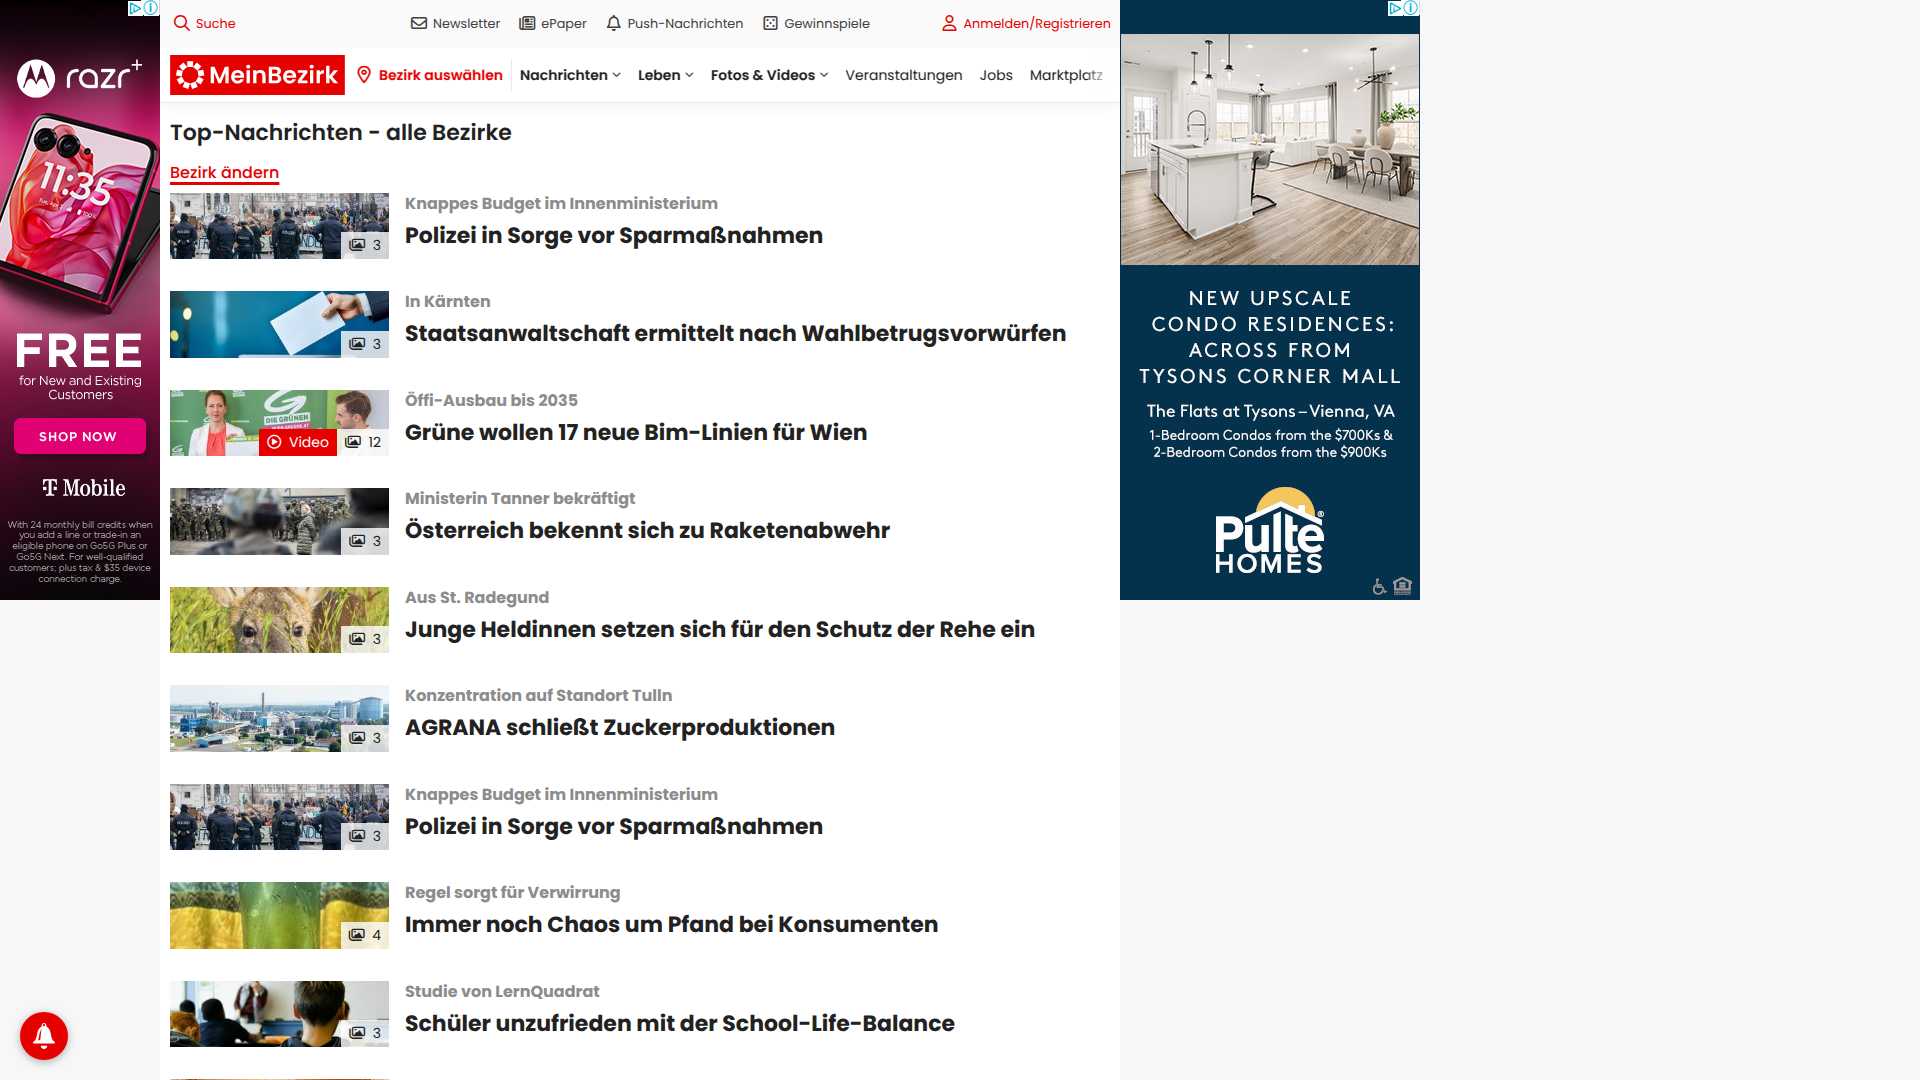 Suche
Newsletter
ePaper
Push-Nachrichten
Gewinnspiele
Anmelden/Registrieren
MeinBezirk
Bezirk auswählen
Nachrichten
Leben
Fotos & Videos
Veranstaltungen
Jobs
Marktplatz
Top-Nachrichten - alle Bezirke
Bezirk ändern
3
Knappes Budget im Innenministerium
Polizei in Sorge vor Sparmaßnahmen
3
In Kärnten
Staatsanwaltschaft ermittelt nach Wahlbetrugsvorwürfen
DIE GRÜNEN
Video
12
Öffi-Ausbau bis 2035
Grüne wollen 17 neue Bim-Linien für Wien
3
Ministerin Tanner bekräftigt
Österreich bekennt sich zu Raketenabwehr
3
Aus St. Radegund
Junge Heldinnen setzen sich für den Schutz der Rehe ein
3
Konzentration auf Standort Tulln
AGRANA schließt Zuckerproduktionen
3
Knappes Budget im Innenministerium
Polizei in Sorge vor Sparmaßnahmen
4
Regel sorgt für Verwirrung
Immer noch Chaos um Pfand bei Konsumenten
3
Studie von LernQuadrat
Schüler unzufrieden mit der School-Life-Balance
razr+
11:35
FREE
for New and Existing
Customers
SHOP NOW
T Mobile
With 24 monthly bill credits when
you add a line or trade-in an
eligible phone on Go5G Plus or
Go5G Next. For well-qualified
customers; plus tax & $35 device
connection charge.
NEW UPSCALE
CONDO RESIDENCES:
ACROSS FROM
TYSONS CORNER MALL
The Flats at Tysons – Vienna, VA
1-Bedroom Condos from the $700Ks &
2-Bedroom Condos from the $900Ks
Pulte®
HOMES